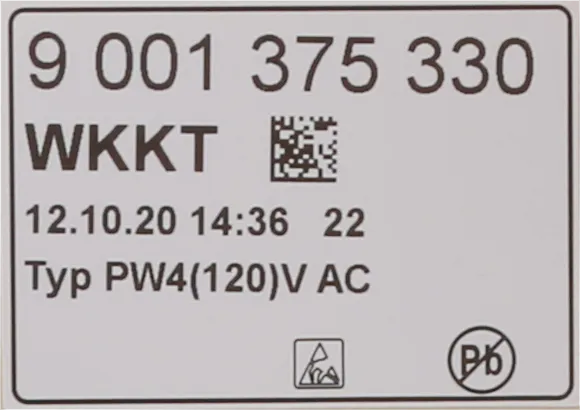 9 001 375 330
WKKT
12.10.20 14:36 22
Typ PW4(120)V AC
Pb